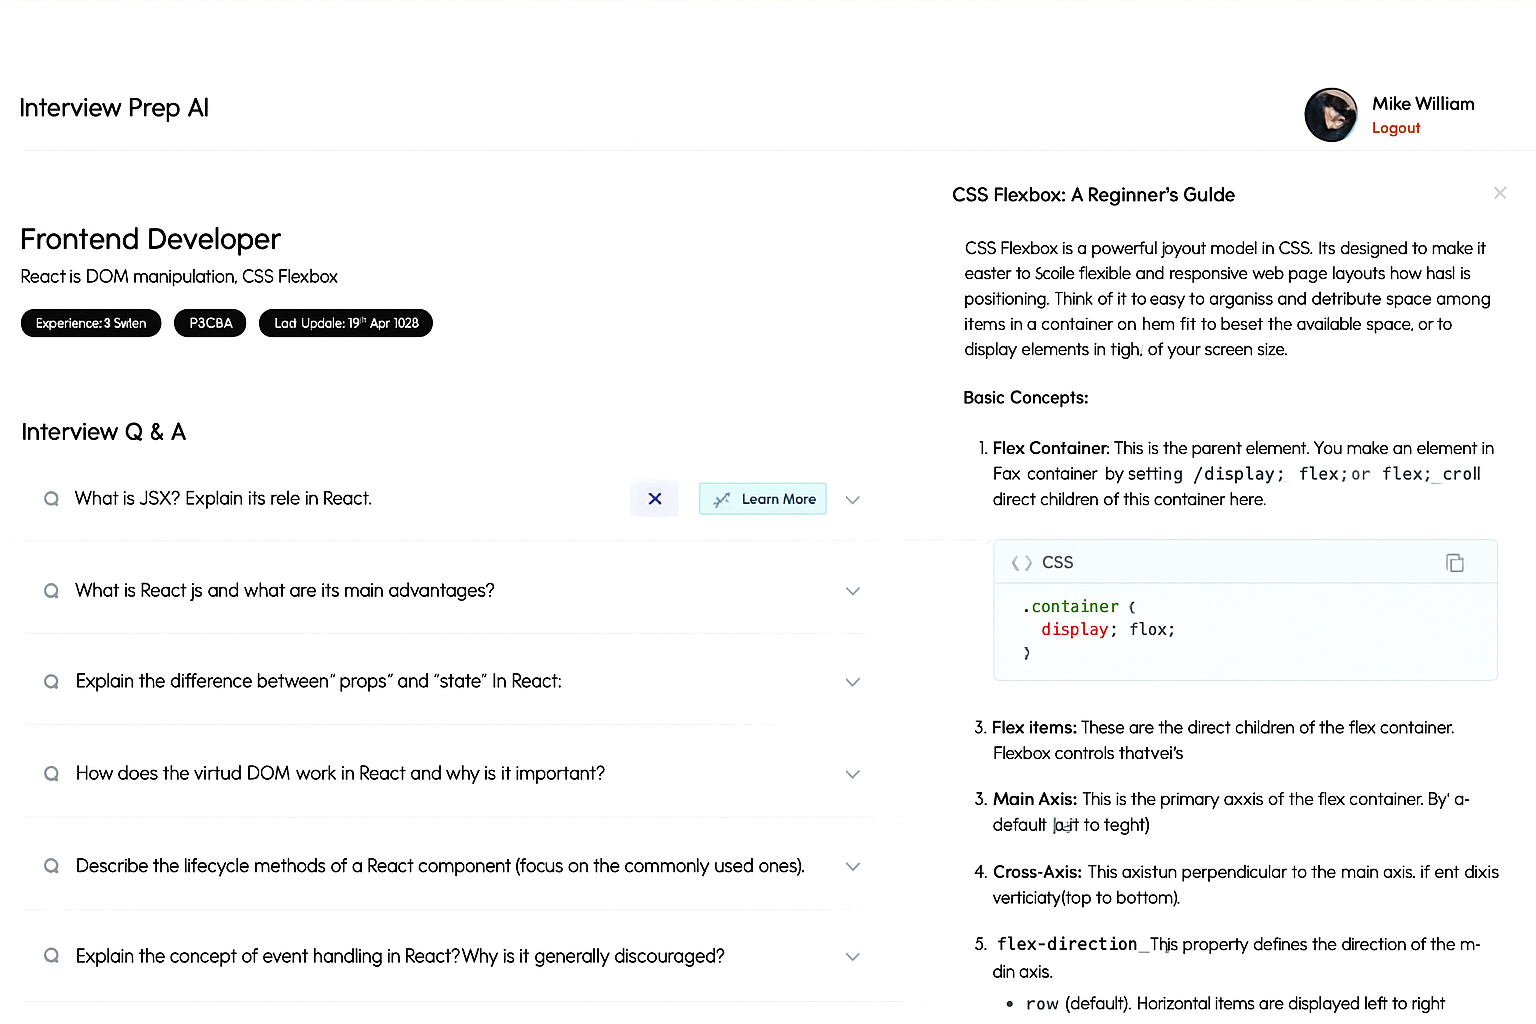 Interview Prep AI
Mike William
Logout
Frontend Developer
React is DOM manipulation, CSS Flexbox
Experience: 3 Swlen
P3CBA
Last Updale: 19th Apr 1028
Interview Q & A
Q What is JSX? Explain its rele in React.
Learn More
Q What is React js and what are its main advantages?
Q Explain the difference between“ props” and “state” In React:
Q How does the virtud DOM work in React and why is it important?
Q Describe the lifecycle methods of a React component (focus on the commonly used ones).
Q Explain the concept of event handling in React?Why is it generally discouraged?
CSS Flexbox: A Reginner's Gulde
CSS Flexbox is a powerful joyout model in CSS. Its designed to make it
easter to Scoile flexible and responsive web page layouts how hasl is
positioning. Think of it to easy to arganiss and detribute space among
items in a container on hem fit to beset the available space, or to
display elements in tigh, of your screen size.
Basic Concepts:
1. Flex Container: This is the parent element. You make an element in
Fax container by setting /display; flex;or flex;_croll
direct children of this container here.
<> CSS
.container {
display; flox;
}
3. Flex items: These are the direct children of the flex container.
Flexbox controls thatvei's
3. Main Axis: This is the primary axxis of the flex container. By' a-
default to teght)
4. Cross-Axis: This axistun perpendicular to the main axis. if ent dixis
verticiaty(top to bottom).
5. flex-direction_This property defines the direction of the m-
din axis.
• row (default). Horizontal items are displayed left to right